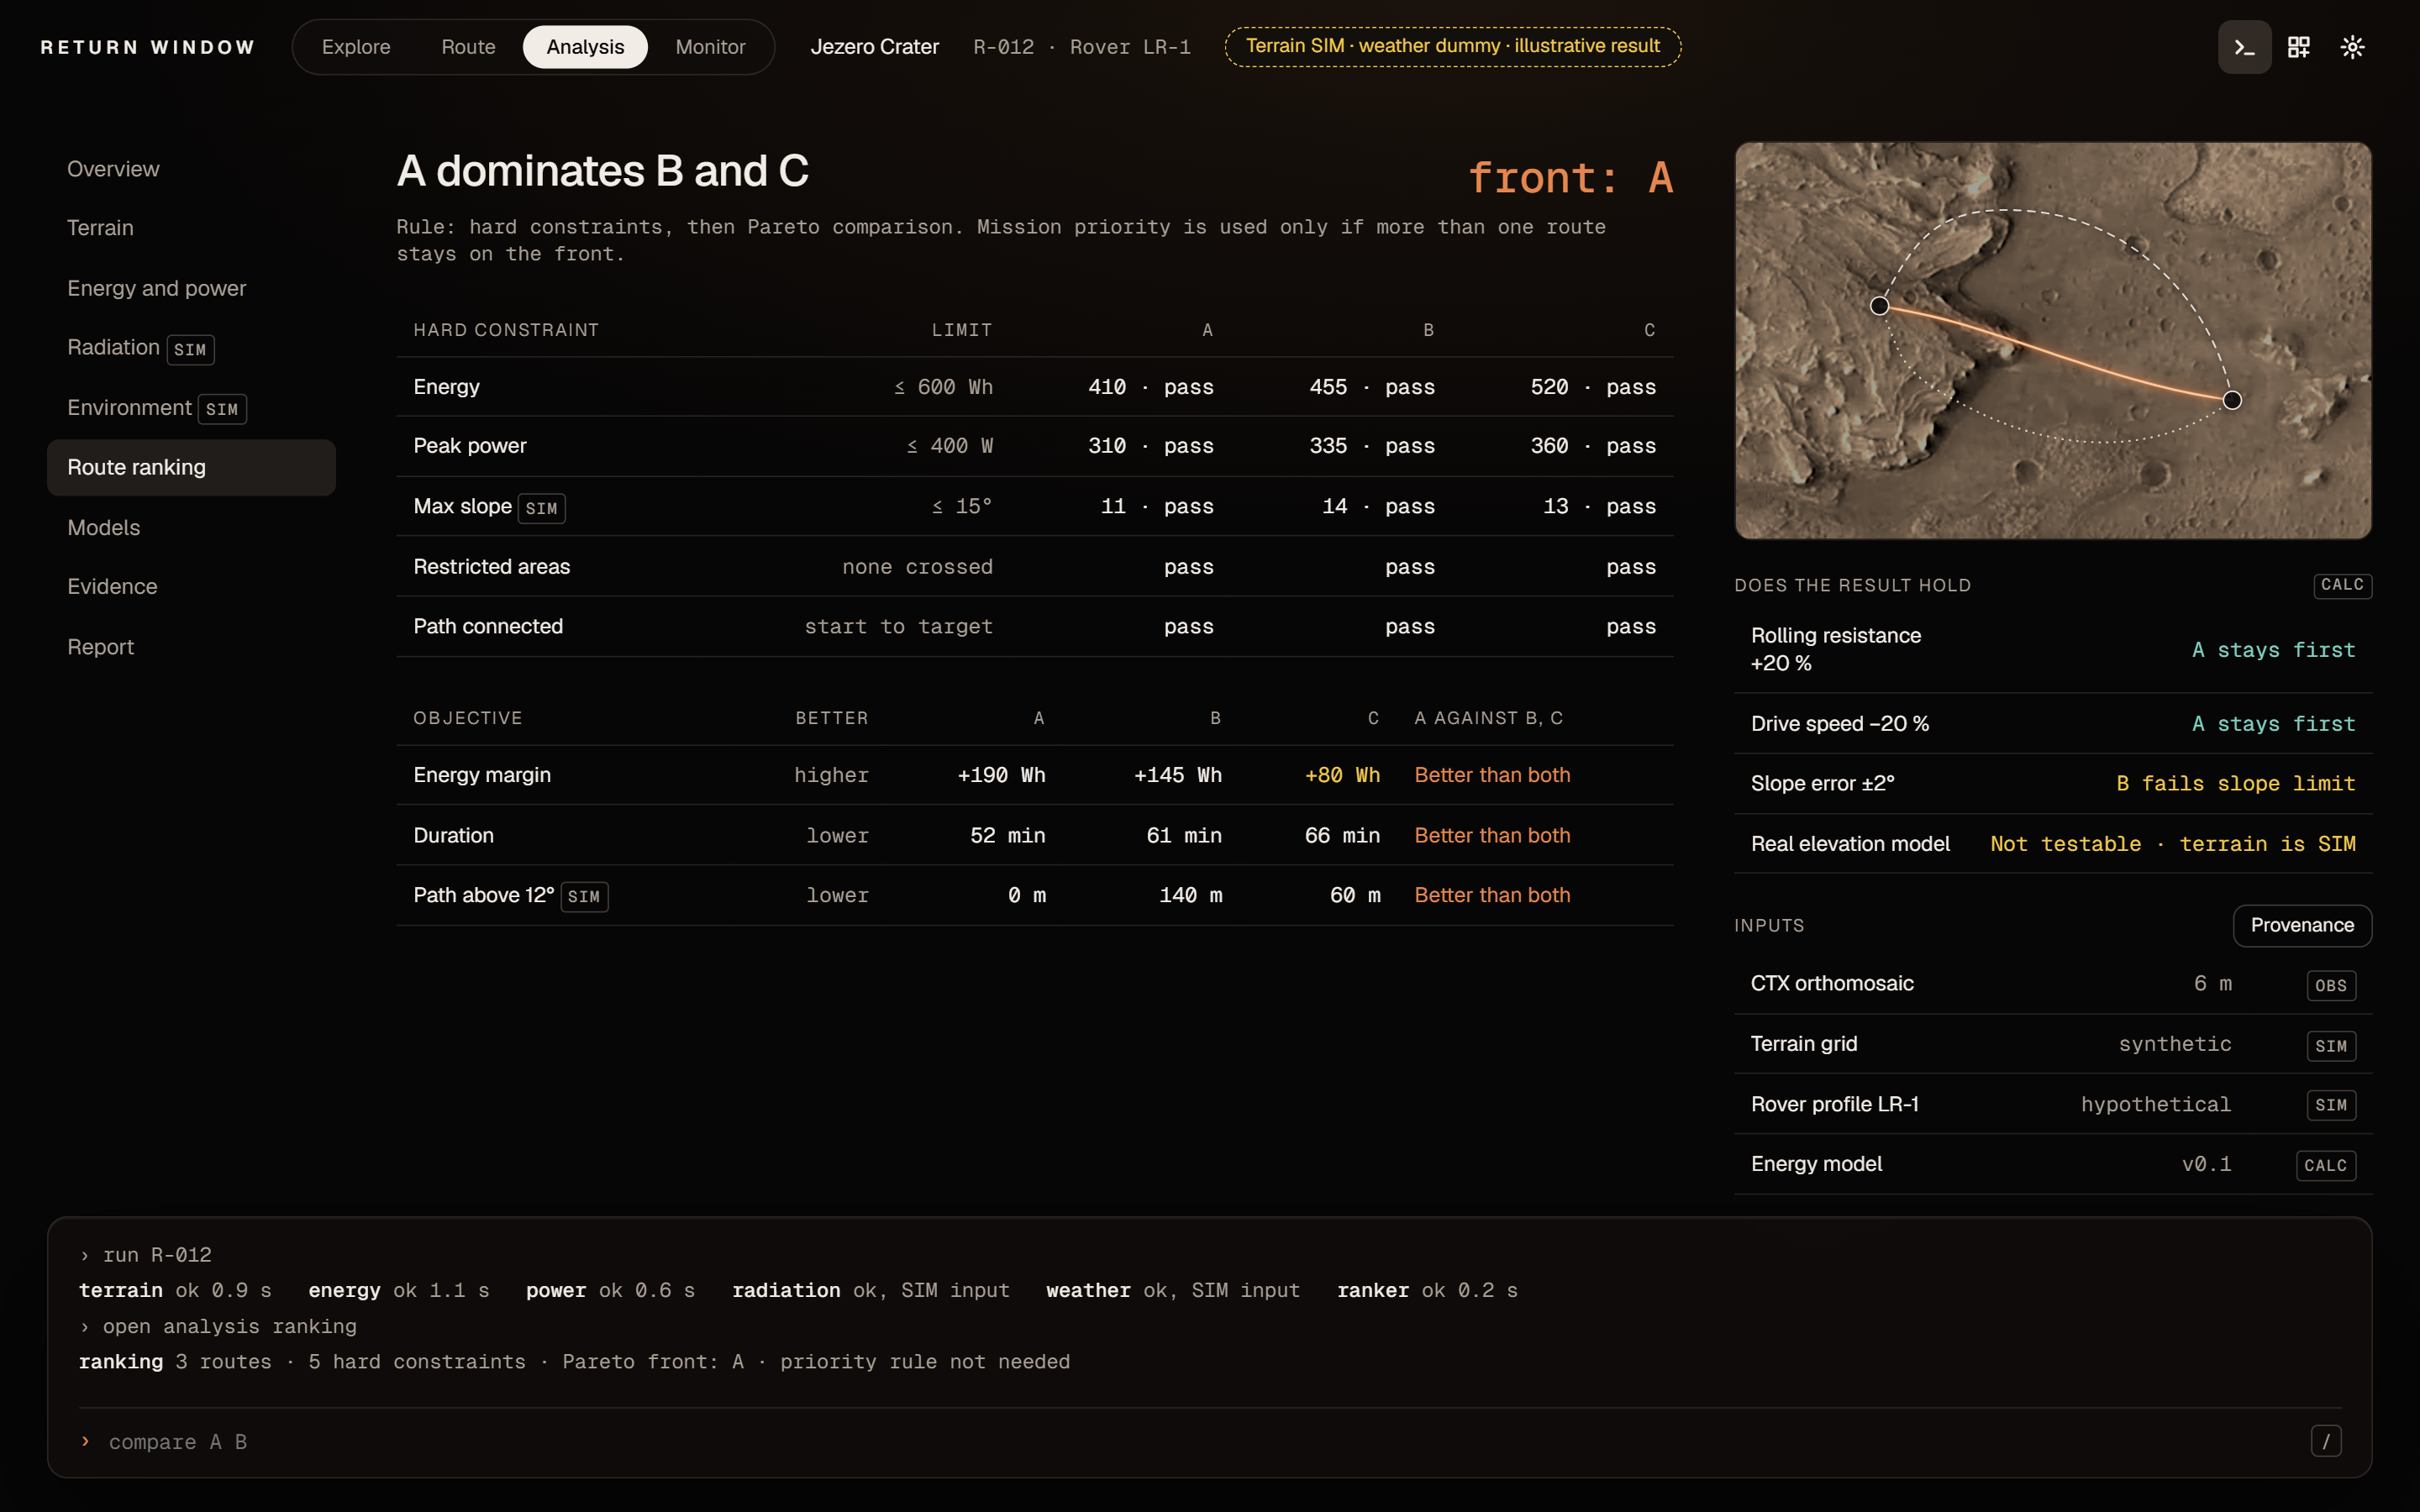 RETURN WINDOW
Explore Route Analysis Monitor
Jezero Crater R-012 · Rover LR-1
Terrain SIM · weather dummy · illustrative result
Overview
Terrain
Energy and power
Radiation SIM
Environment SIM
Route ranking
Models
Evidence
Report
A dominates B and C
front: A
Rule: hard constraints, then Pareto comparison. Mission priority is used only if more than one route
stays on the front.
HARD CONSTRAINT LIMIT A B C
Energy ≤ 600 Wh 410 · pass 455 · pass 520 · pass
Peak power ≤ 400 W 310 · pass 335 · pass 360 · pass
Max slope SIM ≤ 15° 11 · pass 14 · pass 13 · pass
Restricted areas none crossed pass pass pass
Path connected start to target pass pass pass
OBJECTIVE BETTER A B C A AGAINST B, C
Energy margin higher +190 Wh +145 Wh +80 Wh Better than both
Duration lower 52 min 61 min 66 min Better than both
Path above 12° SIM lower 0 m 140 m 60 m Better than both
DOES THE RESULT HOLD CALC
Rolling resistance
+20 %
A stays first
Drive speed −20 % A stays first
Slope error ±2° B fails slope limit
Real elevation model Not testable · terrain is SIM
INPUTS Provenance
CTX orthomosaic 6 m OBS
Terrain grid synthetic SIM
Rover profile LR-1 hypothetical SIM
Energy model v0.1 CALC
› run R-012
terrain ok 0.9 s energy ok 1.1 s power ok 0.6 s radiation ok, SIM input weather ok, SIM input ranker ok 0.2 s
› open analysis ranking
ranking 3 routes · 5 hard constraints · Pareto front: A · priority rule not needed
› compare A B /